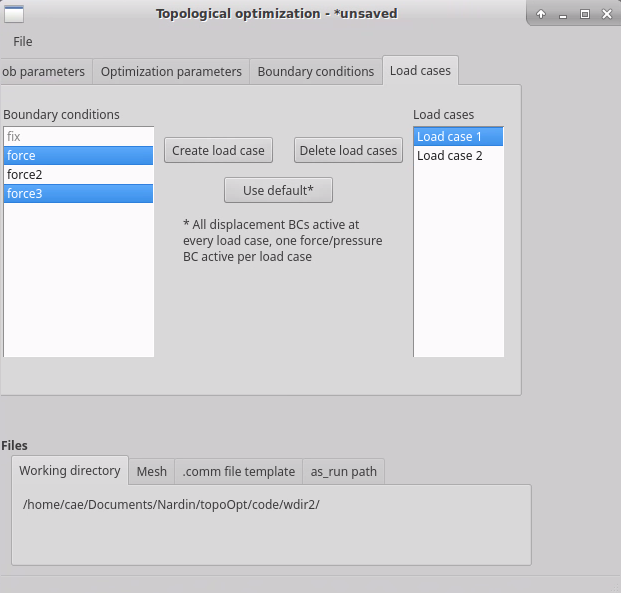 Topological optimization - *unsaved
File
ob parameters
Optimization parameters
Boundary conditions
Load cases
Boundary conditions
Load cases
fix
force
force2
force3
Create load case
Delete load cases
Use default*
* All displacement BCs active at
every load case, one force/pressure
BC active per load case
Load case 1
Load case 2
Files
Working directory
Mesh
.comm file template
as_run path
/home/cae/Documents/Nardin/topoOpt/code/wdir2/